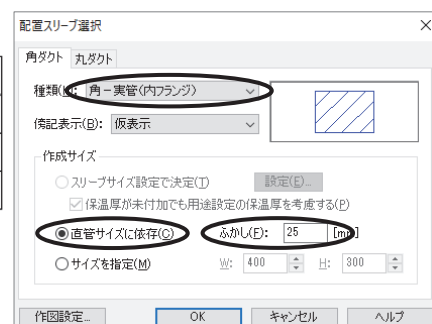 配置スリーブ選択
角ダクト 丸ダクト
種類(K): 角－実管(内フランジ)
傍記表示(B): 仮表示
作成サイズ
スリーブサイズ設定で決定(T) 設定(E)...
保温厚が未付加でも用途設定の保温厚を考慮する(P)
直管サイズに依存(C) ふかし(F): 25 [mm]
サイズを指定(M) W: 400 H: 300
作図設定... OK キャンセル ヘルプ